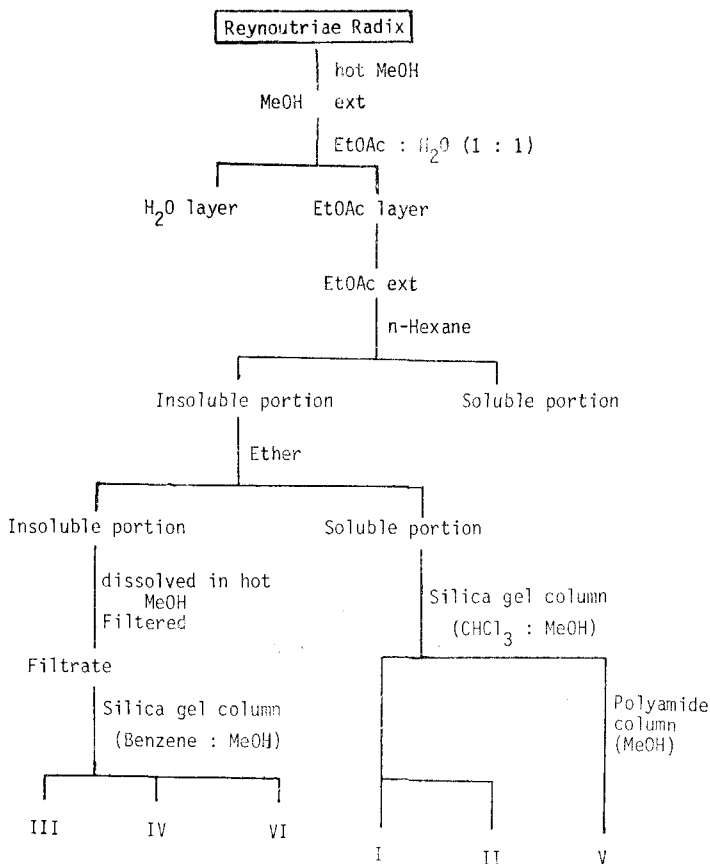 Reynoutriae Radix
hot MeOH
MeOH ext
EtOAc : H2O (1 : 1)
H2O layer EtOAc layer
EtOAc ext
n-Hexane
Insoluble portion Soluble portion
Ether
Insoluble portion Soluble portion
dissolved in hot
MeOH
Filtered
Silica gel column
(CHCl3 : MeOH)
Filtrate
Silica gel column
(Benzene : MeOH)
Polyamide
column
(MeOH)
III IV VI
I II V